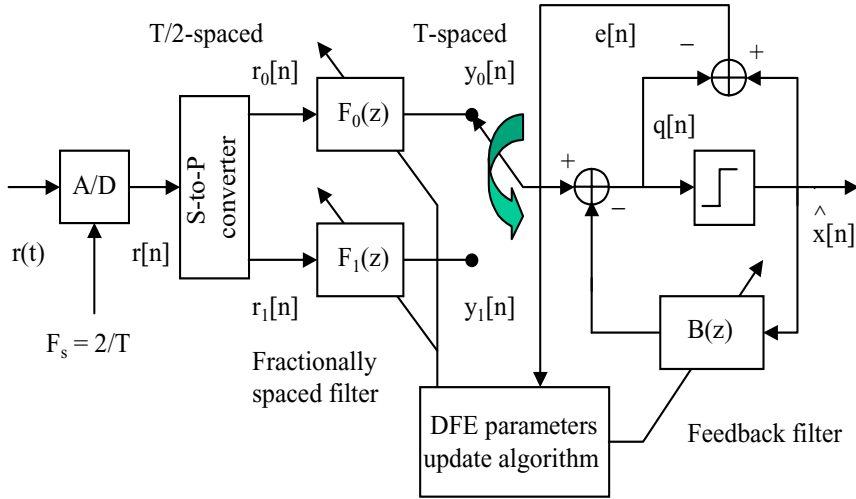 T/2-spaced
T-spaced
e[n]
−
+
r₀[n]
y₀[n]
F₀(z)
q[n]
A/D
S-to-P
converter
+
−
^
x[n]
r(t)
r[n]
F₁(z)
r₁[n]
y₁[n]
B(z)
Fₛ = 2/T
Fractionally
spaced filter
DFE parameters
update algorithm
Feedback filter